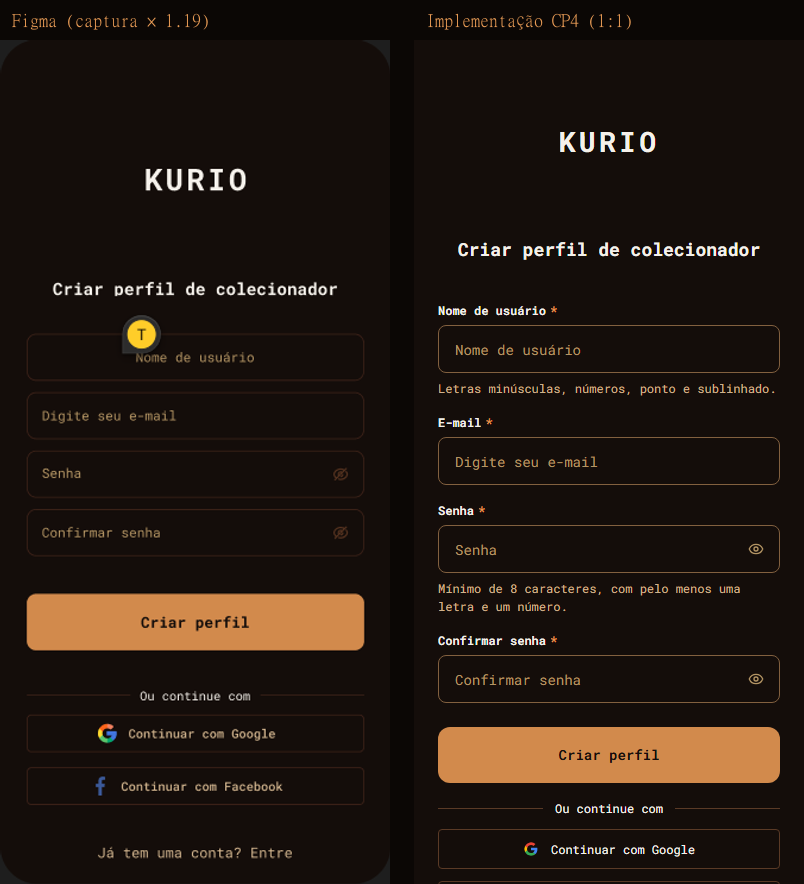 Figma (captura × 1.19)
KURIO
Criar perfil de colecionador
T
Nome de usuário
Digite seu e-mail
Senha
Confirmar senha
Criar perfil
Ou continue com
Continuar com Google
Continuar com Facebook
Já tem uma conta? Entre
Implementação CP4 (1:1)
KURIO
Criar perfil de colecionador
Nome de usuário *
Nome de usuário
Letras minúsculas, números, ponto e sublinhado.
E-mail *
Digite seu e-mail
Senha *
Senha
Mínimo de 8 caracteres, com pelo menos uma
letra e um número.
Confirmar senha *
Confirmar senha
Criar perfil
Ou continue com
Continuar com Google